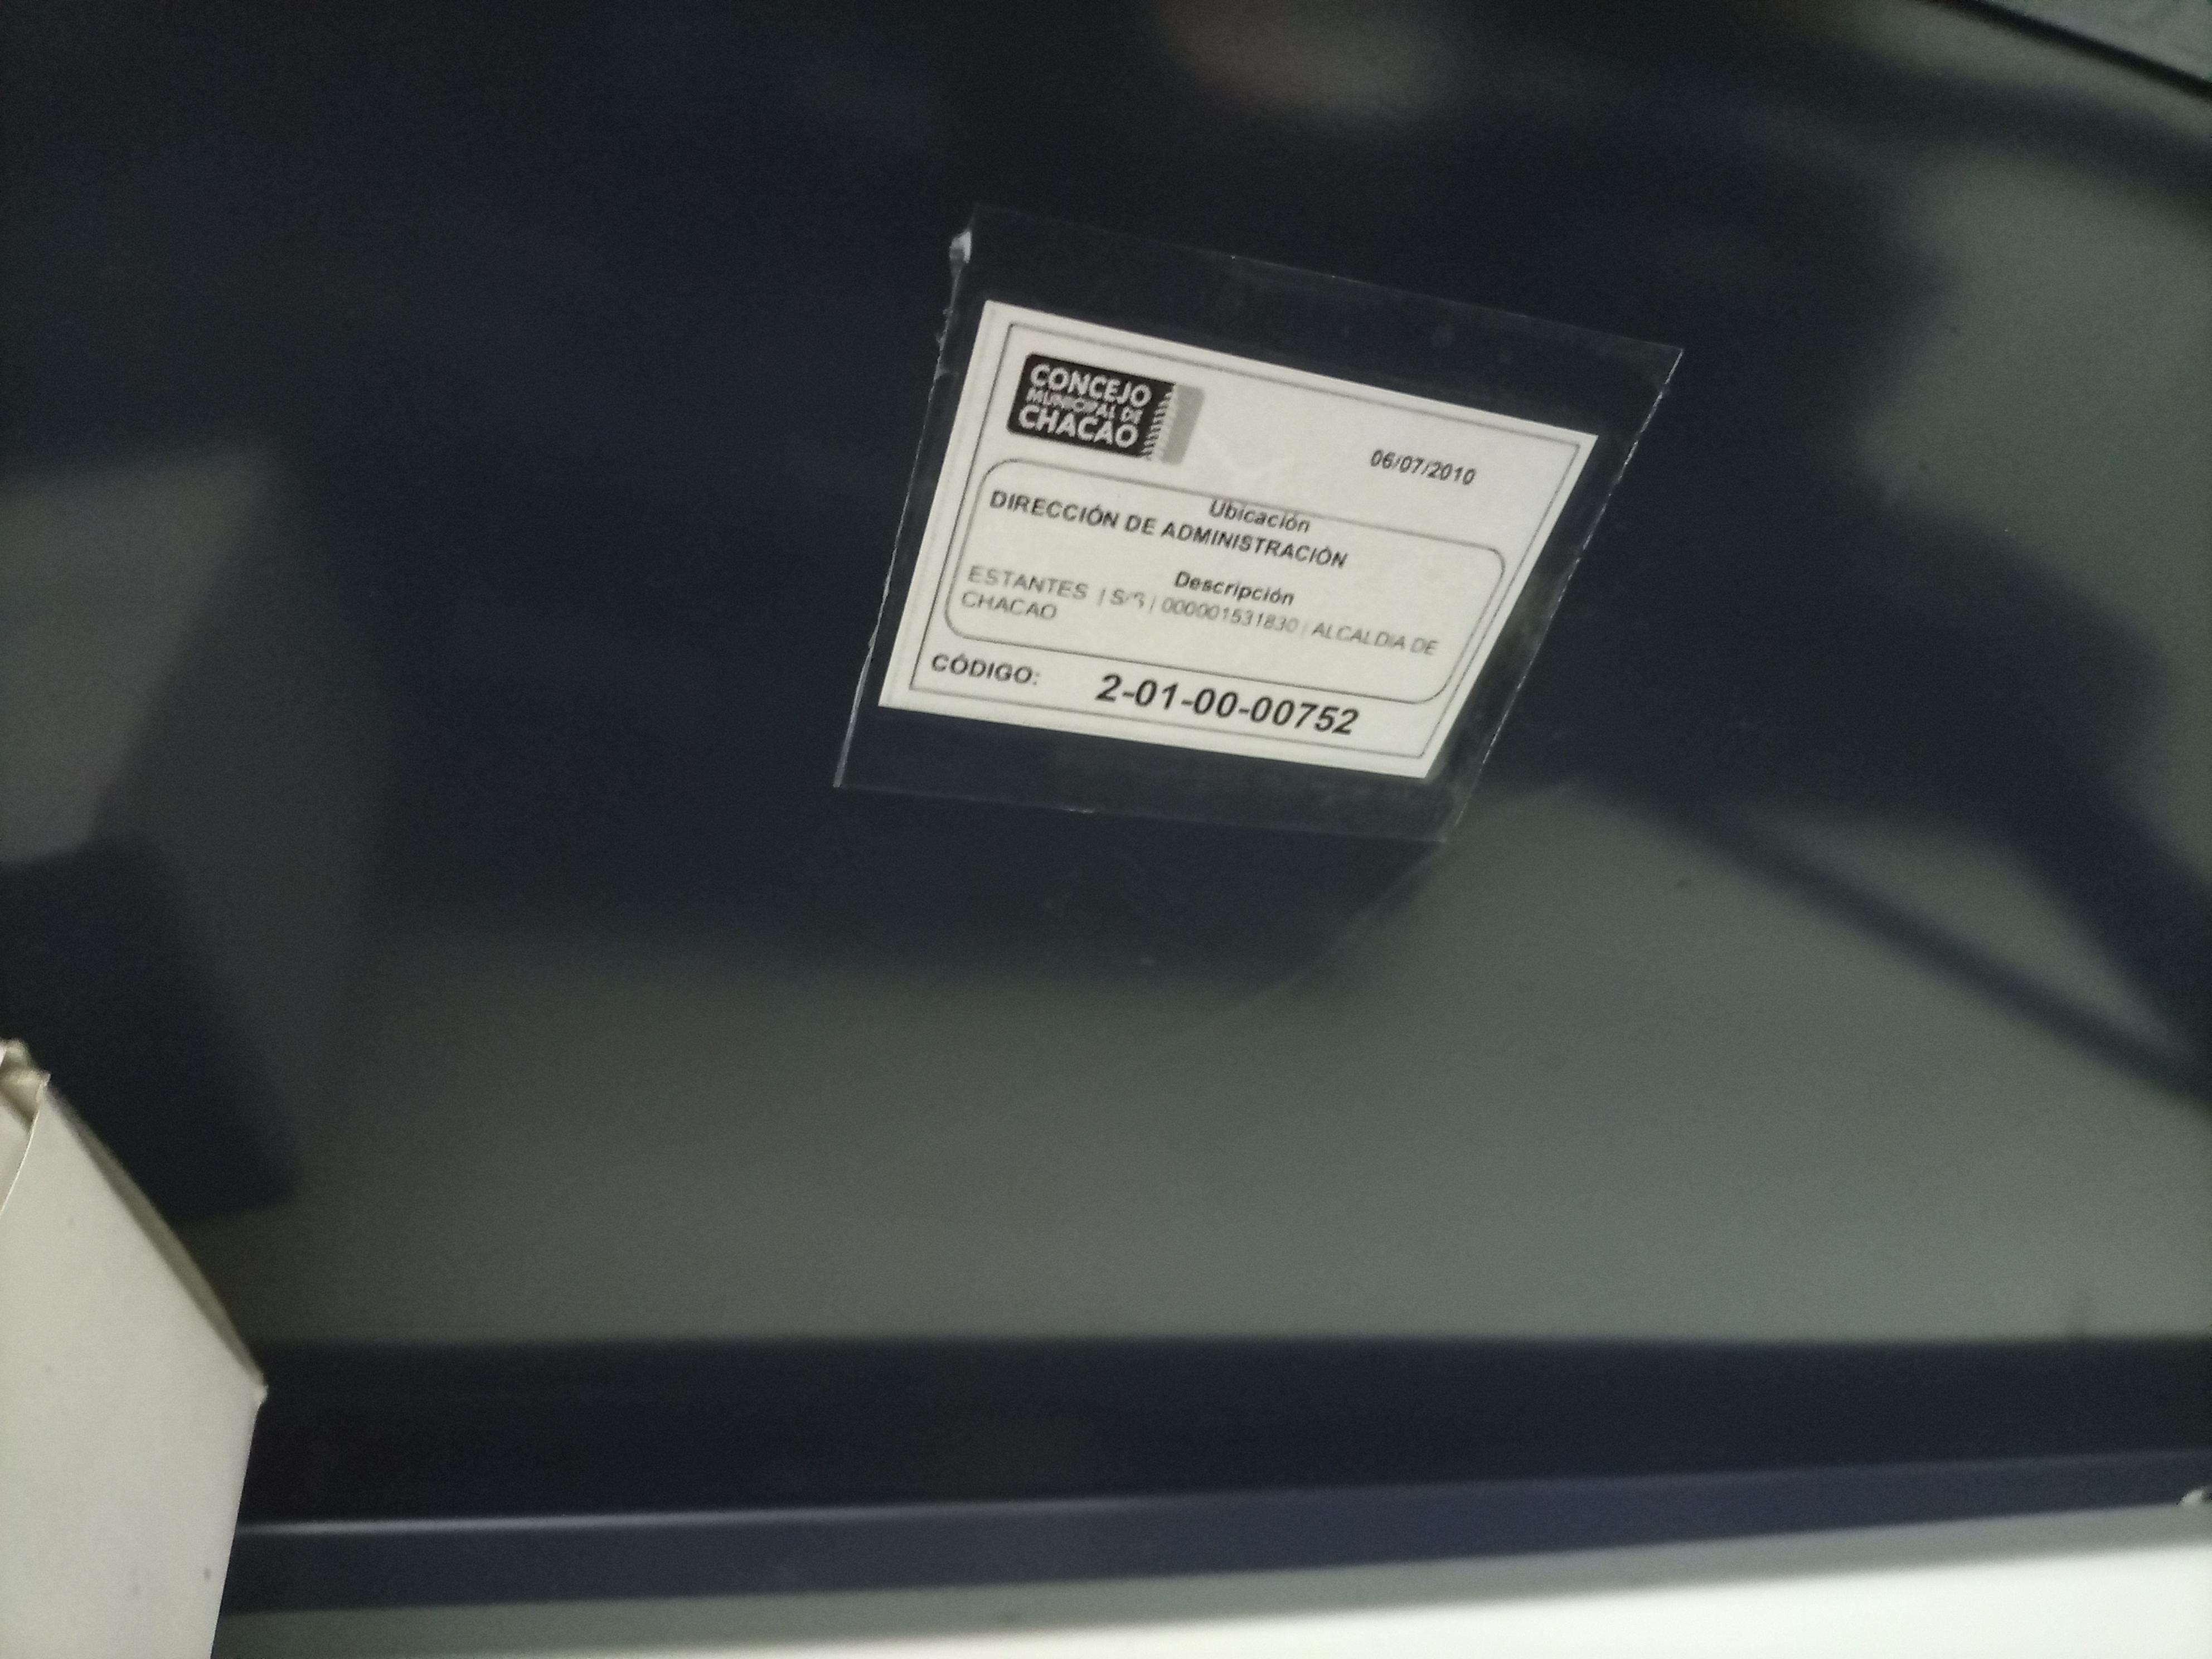 CONCEJO
MUNICIPAL DE
CHACAO
06/07/2010
Ubicación
DIRECCIÓN DE ADMINISTRACIÓN
Descripción
ESTANTES | S/S | 000001531830 | ALCALDIA DE
CHACAO
CÓDIGO: 2-01-00-00752